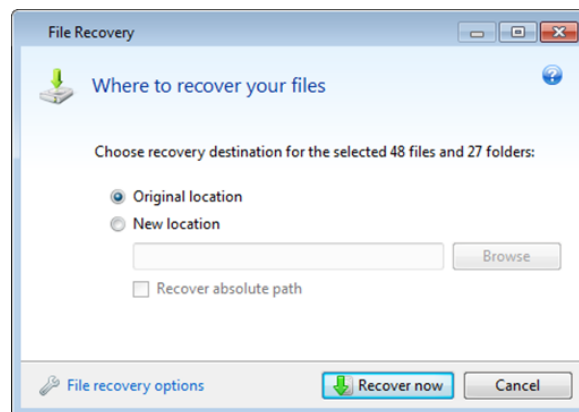 File Recovery
Where to recover your files
Choose recovery destination for the selected 48 files and 27 folders:
Original location
New location
Browse
Recover absolute path
File recovery options
Recover now
Cancel